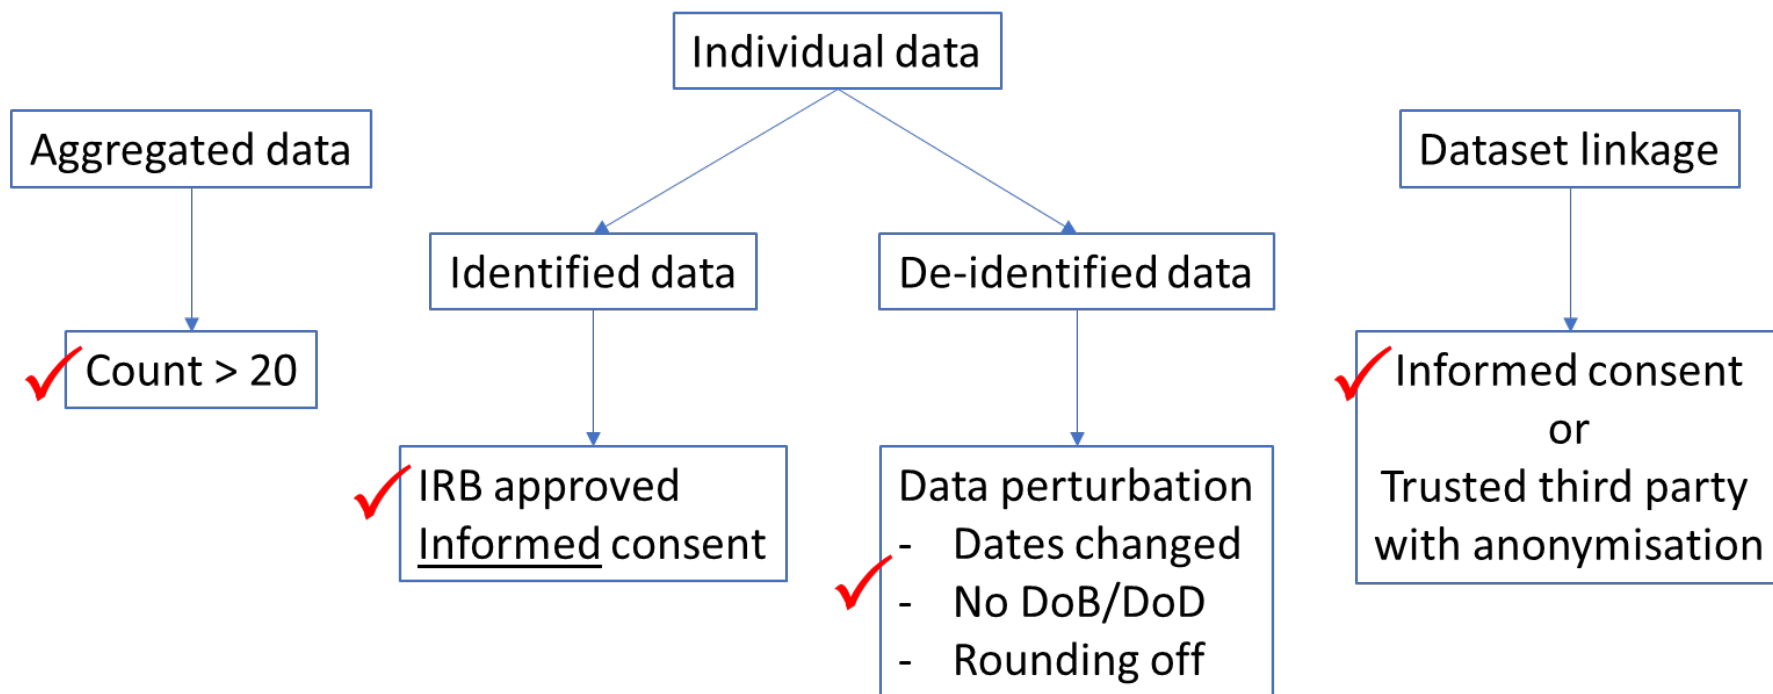 Individual data
Aggregated data
Dataset linkage
Identified data
De-identified data
Count > 20
Informed consent
or
Trusted third party
with anonymisation
IRB approved
Informed consent
Data perturbation
- Dates changed
- No DoB/DoD
- Rounding off